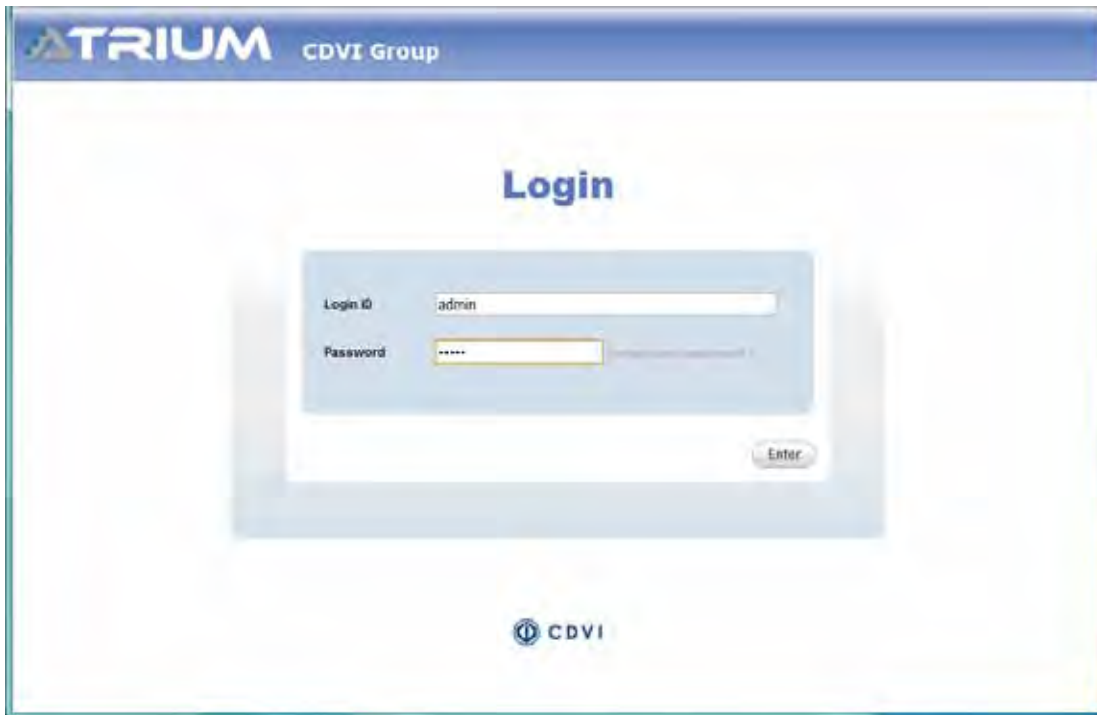 ATRIUM CDVI Group
Login
Login ID admin
Password -----
Enter
CDVI